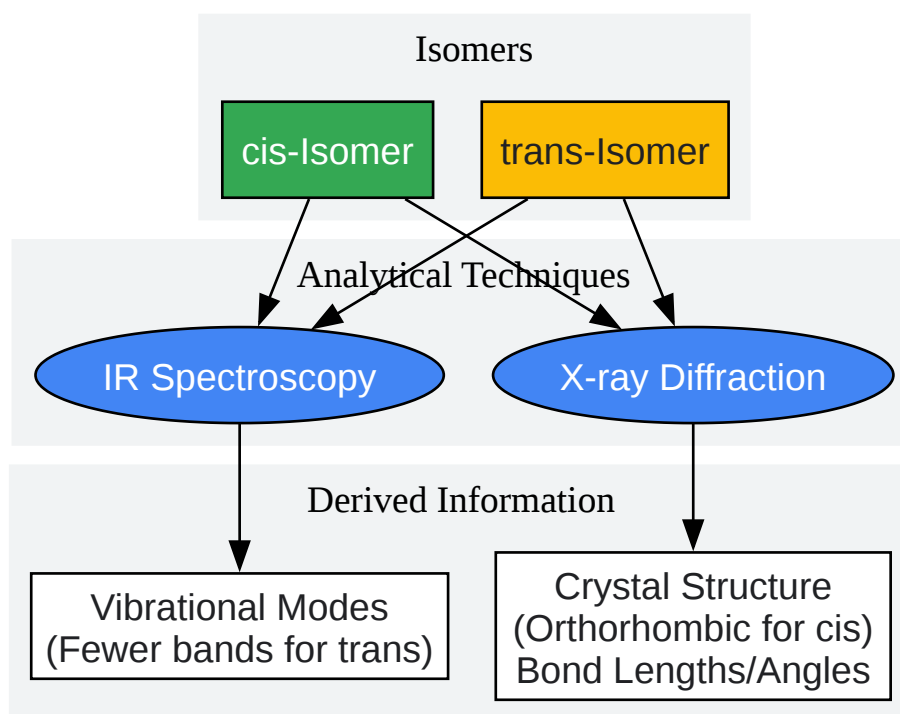 Isomers
cis-Isomer
trans-Isomer
Analytical Techniques
IR Spectroscopy
X-ray Diffraction
Derived Information
Vibrational Modes
(Fewer bands for trans)
Crystal Structure
(Orthorhombic for cis)
Bond Lengths/Angles